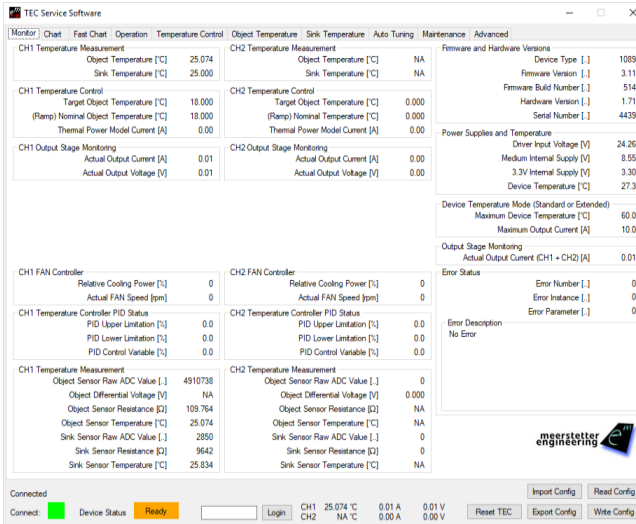 TEC Service Software
Monitor Chart Fast Chart Operation Temperature Control Object Temperature Sink Temperature Auto Tuning Maintenance Advanced
CH1 Temperature Measurement
Object Temperature [°C] 25.074
Sink Temperature [°C] 25.000
CH1 Temperature Control
Target Object Temperature [°C] 18.000
(Ramp) Nominal Object Temperature [°C] 18.000
Thermal Power Model Current [A] 0.00
CH1 Output Stage Monitoring
Actual Output Current [A] 0.01
Actual Output Voltage [V] 0.01
CH1 FAN Controller
Relative Cooling Power [%] 0
Actual FAN Speed [rpm] 0
CH1 Temperature Controller PID Status
PID Upper Limitation [%] 0.0
PID Lower Limitation [%] 0.0
PID Control Variable [%] 0.0
CH1 Temperature Measurement
Object Sensor Raw ADC Value [..] 4910738
Object Differential Voltage [V] NA
Object Sensor Resistance [Ω] 109.764
Object Sensor Temperature [°C] 25.074
Sink Sensor Raw ADC Value [..] 2850
Sink Sensor Resistance [Ω] 9642
Sink Sensor Temperature [°C] 25.834
CH2 Temperature Measurement
Object Temperature [°C] NA
Sink Temperature [°C] NA
CH2 Temperature Control
Target Object Temperature [°C] 0.000
(Ramp) Nominal Object Temperature [°C] 0.000
Thermal Power Model Current [A] 0.00
CH2 Output Stage Monitoring
Actual Output Current [A] 0.00
Actual Output Voltage [V] 0.00
CH2 FAN Controller
Relative Cooling Power [%] 0
Actual FAN Speed [rpm] 0
CH2 Temperature Controller PID Status
PID Upper Limitation [%] 0.0
PID Lower Limitation [%] 0.0
PID Control Variable [%] 0.0
CH2 Temperature Measurement
Object Sensor Raw ADC Value [..] 0
Object Differential Voltage [V] 0.000
Object Sensor Resistance [Ω] NA
Object Sensor Temperature [°C] NA
Sink Sensor Raw ADC Value [..] 0
Sink Sensor Resistance [Ω] 0
Sink Sensor Temperature [°C] NA
Firmware and Hardware Versions
Device Type [..] 1089
Firmware Version [..] 3.11
Firmware Build Number [..] 514
Hardware Version [..] 1.71
Serial Number [..] 4439
Power Supplies and Temperature
Driver Input Voltage [V] 24.26
Medium Internal Supply [V] 8.55
3.3V Internal Supply [V] 3.30
Device Temperature [°C] 27.3
Device Temperature Mode (Standard or Extended)
Maximum Device Temperature [°C] 60.0
Maximum Output Current [A] 10.0
Output Stage Monitoring
Actual Output Current (CH1 + CH2) [A] 0.01
Error Status
Error Number [..] 0
Error Instance [..] 0
Error Parameter [..] 0
Error Description
No Error
meerstetter
engineering
Connected
Import Config Read Config
Connect: Device Status Ready Login CH1 25.074 °C 0.01 A 0.01 V
CH2 NA °C 0.00 A 0.00 V
Reset TEC Export Config Write Config